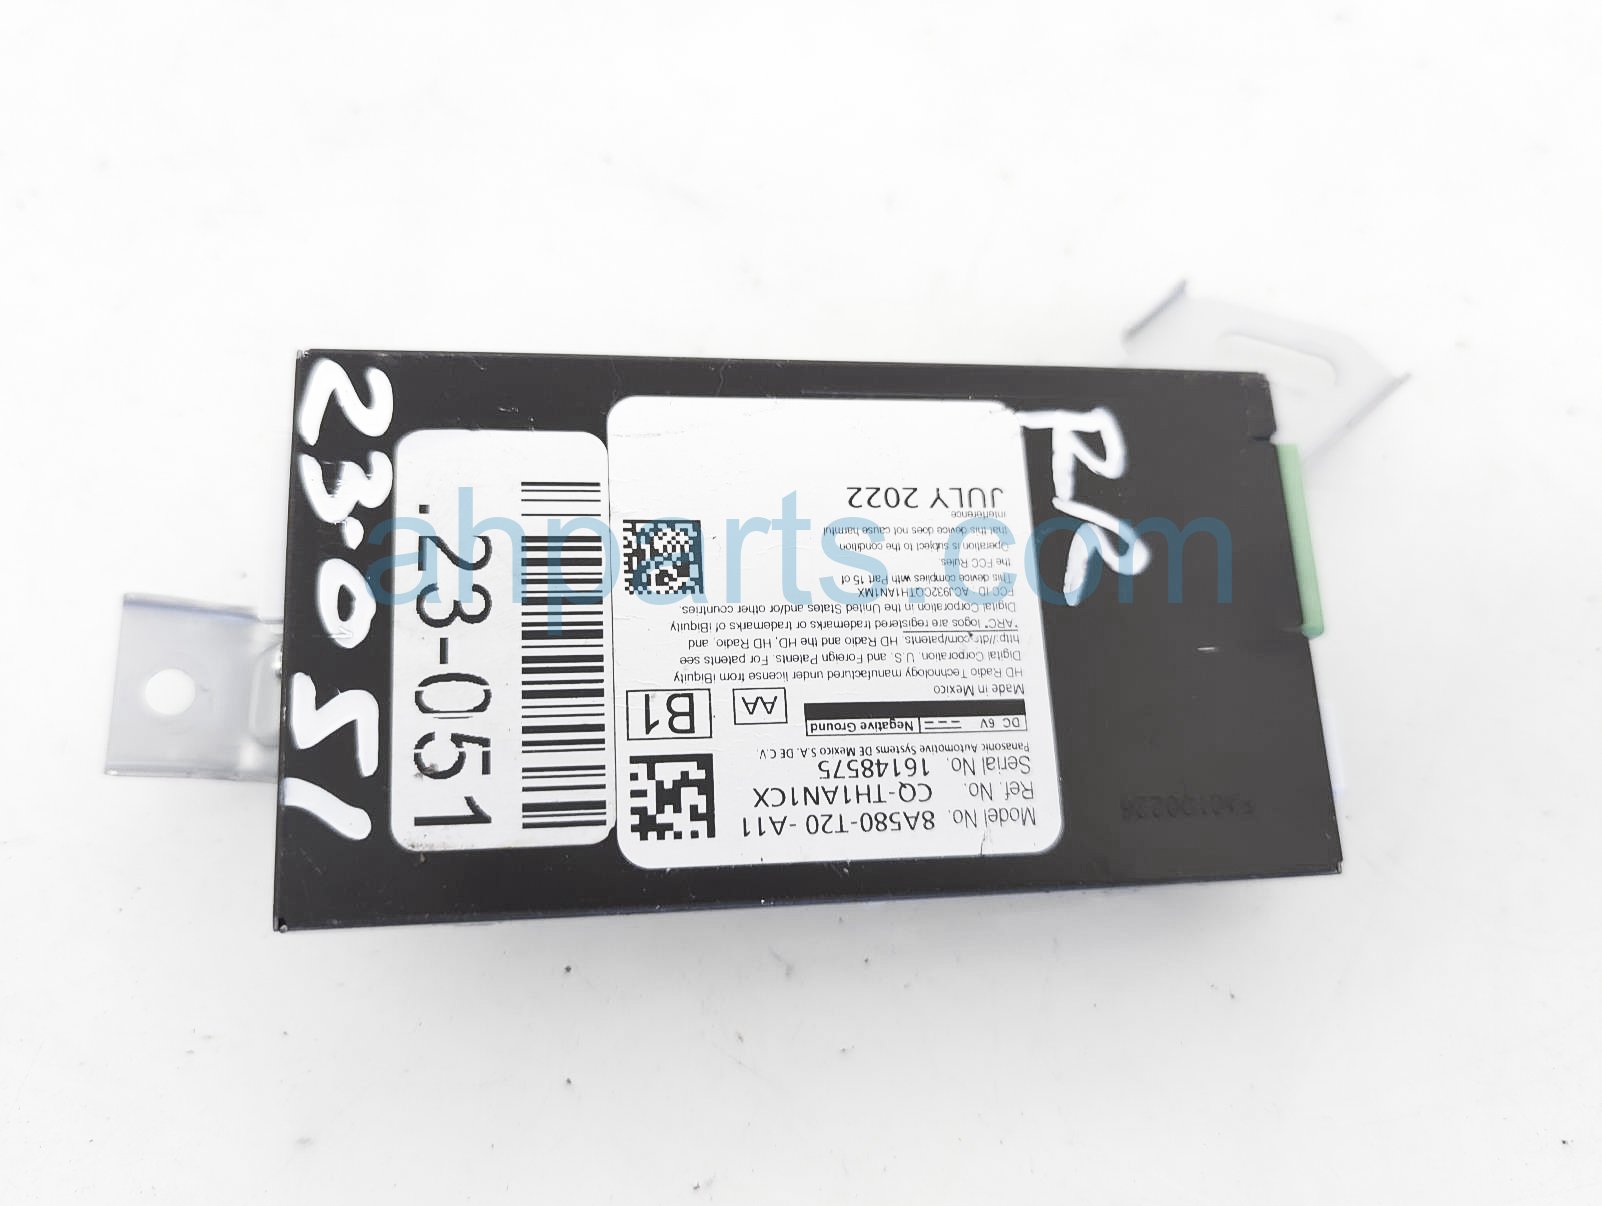 Model No. 8A580-T20-A11
Ref. No. CQ-TH1AN1CX
Serial No. 16148575
Panasonic Automotive Systems DE Mexico S.A. DE C.V.
DC 6V Negative Ground
AA
B1
Made in Mexico
HD Radio Technology manufactured under license from iBiquity
Digital Corporation. U.S. and Foreign Patents. For patents see
http://dtr.com/patents. HD Radio and the HD, HD Radio, and
"ARC" logos are registered trademarks or trademarks of iBiquity
Digital Corporation in the United States and/or other countries.
FCC ID : ACJ932CQTH1AN1MX
This device complies with Part 15 of
the FCC Rules.
Operation is subject to the condition
that this device does not cause harmful
interference.
JULY 2022
.23-051
23.051
R/R
ahparts.com